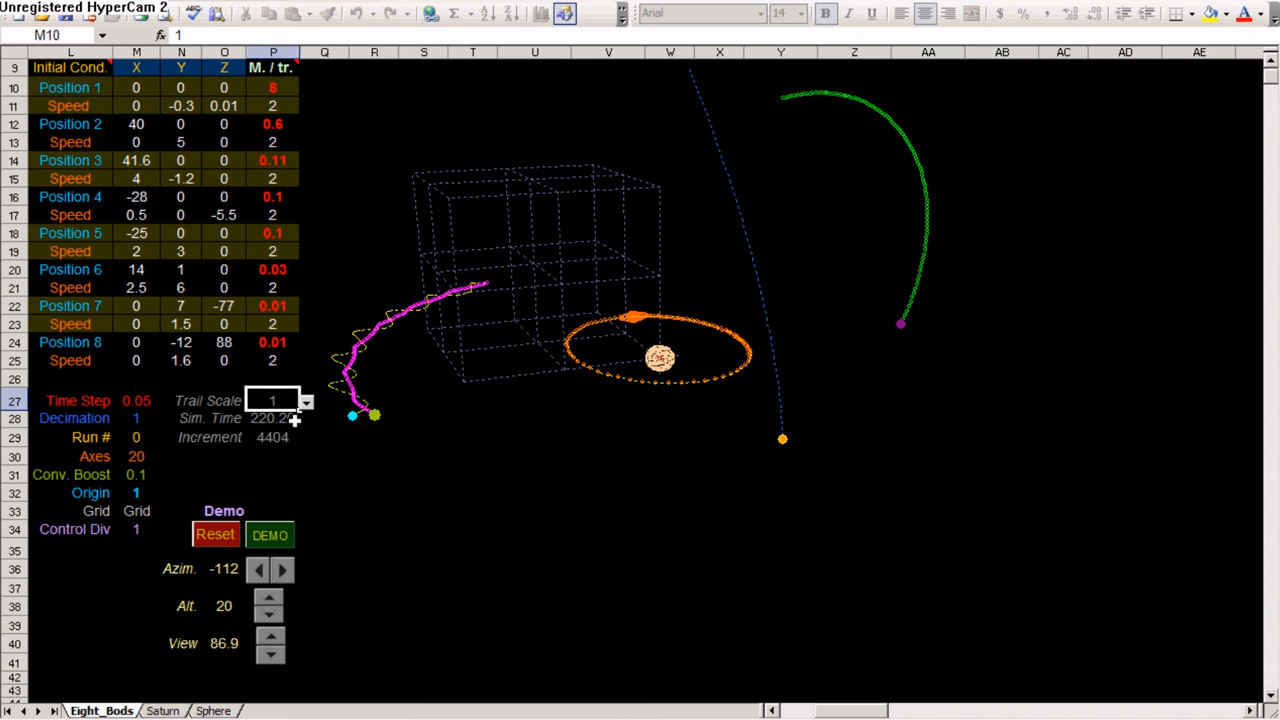 Unregistered HyperCam 2
Arial 14 B I U $ %
M10 fx 1
L M N O P Q R S T U V W X Y Z AA AB AC AD AE
9 Initial Cond. X Y Z M. / tr.
10 Position 1 0 0 0 8
11 Speed 0 -0.3 0.01 2
12 Position 2 40 0 0 0.6
13 Speed 0 5 0 2
14 Position 3 41.6 0 0 0.11
15 Speed 4 -1.2 0 2
16 Position 4 -28 0 0 0.1
17 Speed 0.5 0 -5.5 2
18 Position 5 -25 0 0 0.1
19 Speed 2 3 0 2
20 Position 6 14 1 0 0.03
21 Speed 2.5 6 0 2
22 Position 7 0 7 -77 0.01
23 Speed 0 1.5 0 2
24 Position 8 0 -12 88 0.01
25 Speed 0 1.6 0 2
26
27 Time Step 0.05 Trail Scale 1
28 Decimation 1 Sim. Time 220.2
29 Run # 0 Increment 4404
30 Axes 20
31 Conv. Boost 0.1
32 Origin 1
33 Grid Grid Demo
34 Control Div 1 Reset DEMO
35
36 Azim. -112
37
38 Alt. 20
39
40 View 86.9
41
42
43
Eight_Bods Saturn Sphere